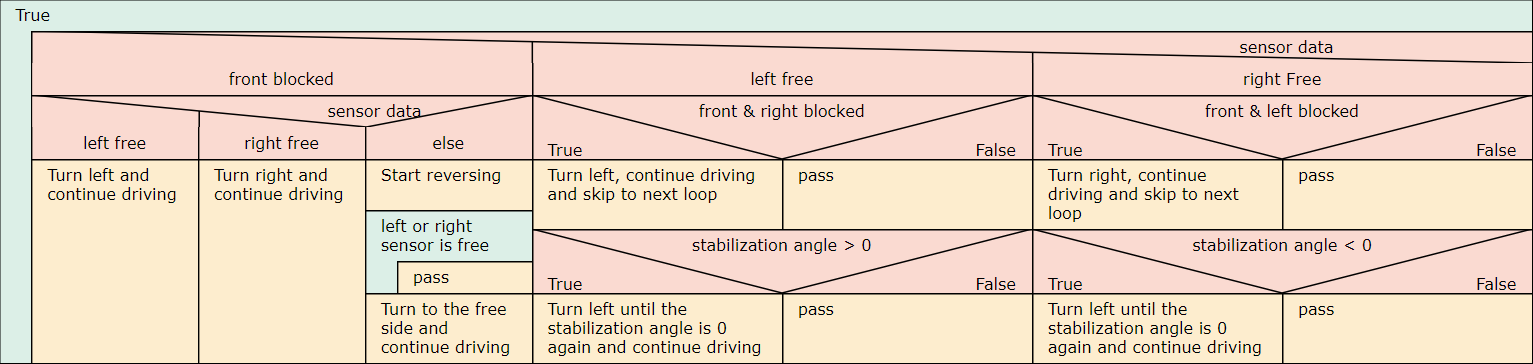 True
sensor data
front blocked
left free
right Free
sensor data
front & right blocked
front & left blocked
left free
right free
else
True
False
True
False
Turn left and
continue driving
Turn right and
continue driving
Start reversing
Turn left, continue driving
and skip to next loop
pass
Turn right, continue
driving and skip to next
loop
pass
left or right
sensor is free
pass
stabilization angle > 0
True
False
stabilization angle < 0
True
False
Turn to the free
side and
continue driving
Turn left until the
stabilization angle is 0
again and continue driving
pass
Turn left until the
stabilization angle is 0
again and continue driving
pass